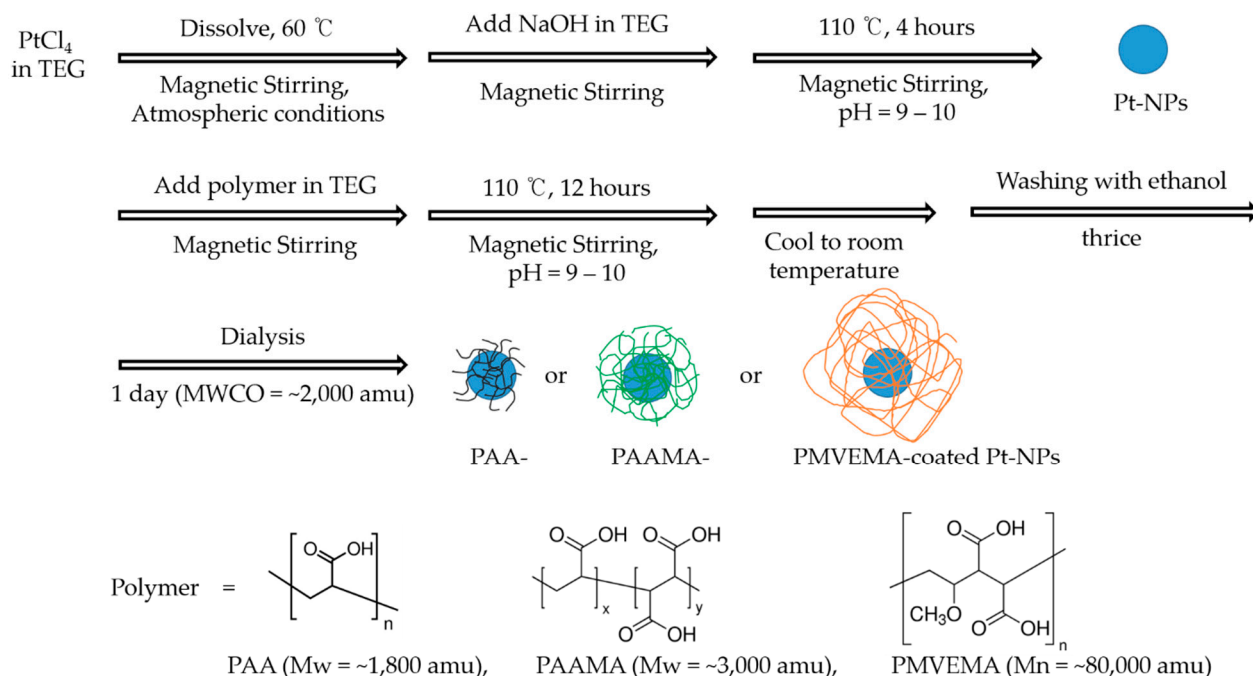 PtCl4
in TEG
Dissolve, 60 ℃
Magnetic Stirring,
Atmospheric conditions
Add NaOH in TEG
Magnetic Stirring
110 ℃, 4 hours
Magnetic Stirring,
pH = 9 – 10
Pt-NPs
Add polymer in TEG
Magnetic Stirring
110 ℃, 12 hours
Magnetic Stirring,
pH = 9 – 10
Cool to room
temperature
Washing with ethanol
thrice
Dialysis
1 day (MWCO = ~2,000 amu)
or
or
PAA-
PAAMA-
PMVEMA-coated Pt-NPs
Polymer =
O
OH
n
O
OH
x
O
OH
O
OH
y
O
OH
CH3O
O
OH
n
PAA (Mw = ~1,800 amu),
PAAMA (Mw = ~3,000 amu),
PMVEMA (Mn = ~80,000 amu)